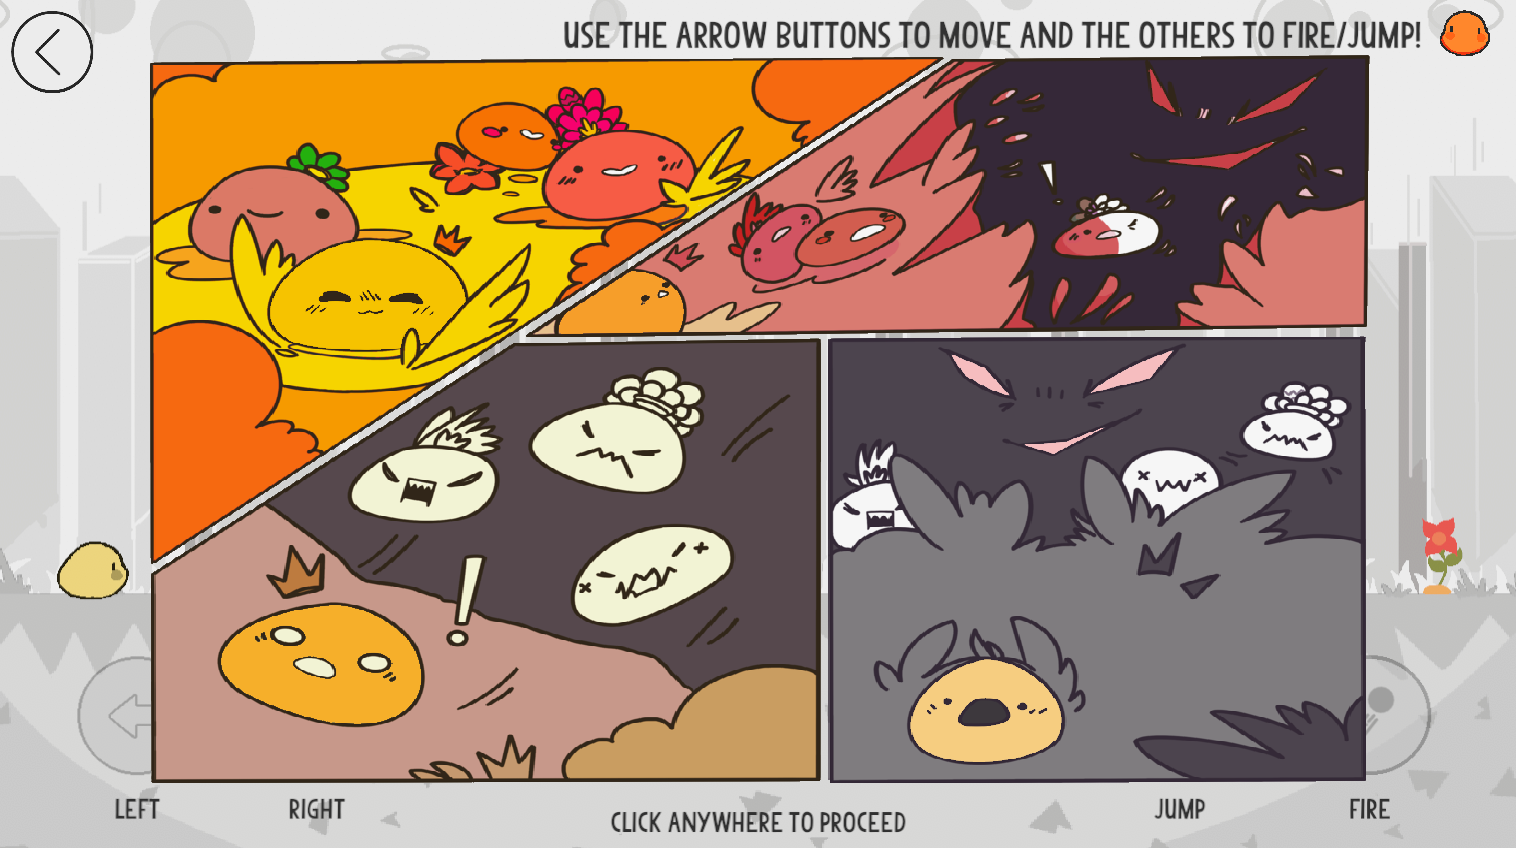 USE THE ARROW BUTTONS TO MOVE AND THE OTHERS TO FIRE/JUMP!
!
LEFT
RIGHT
CLICK ANYWHERE TO PROCEED
JUMP
FIRE